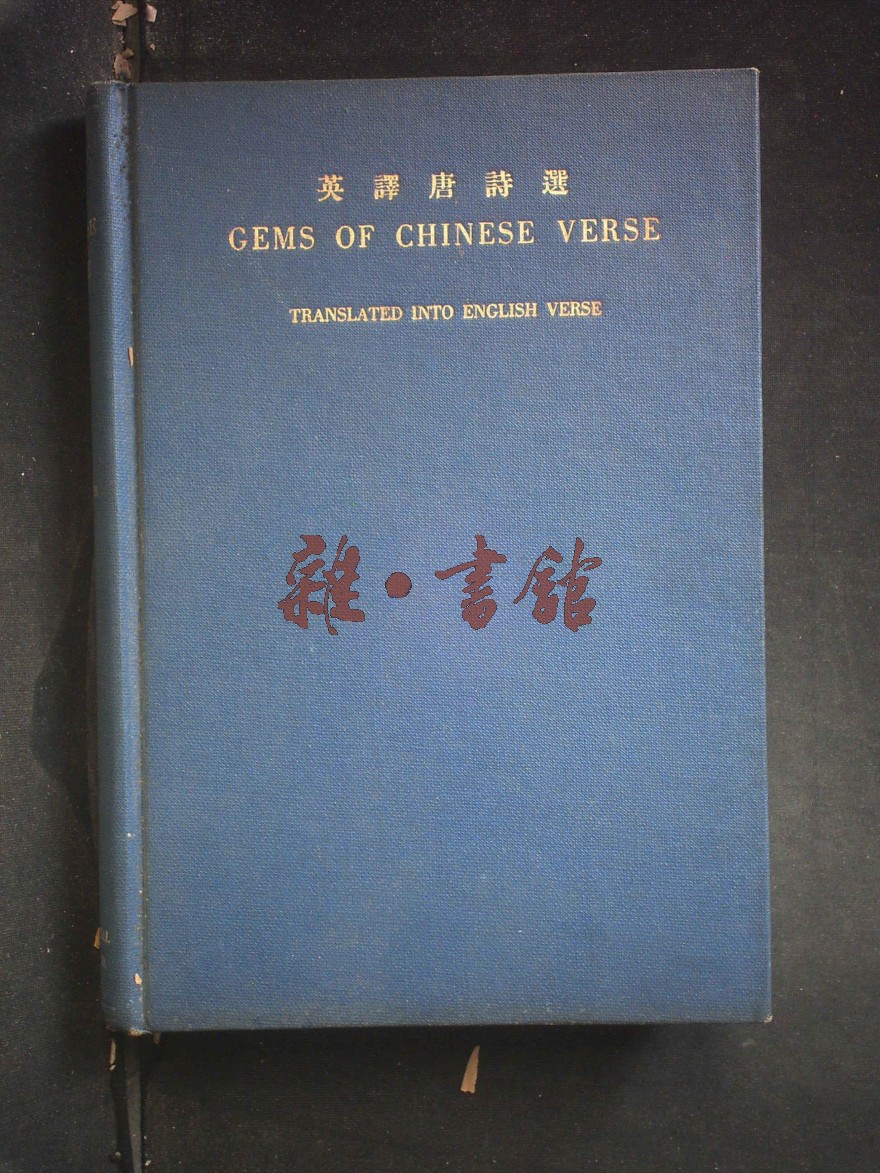 英譯唐詩選
GEMS OF CHINESE VERSE
TRANSLATED INTO ENGLISH VERSE
雜·書館